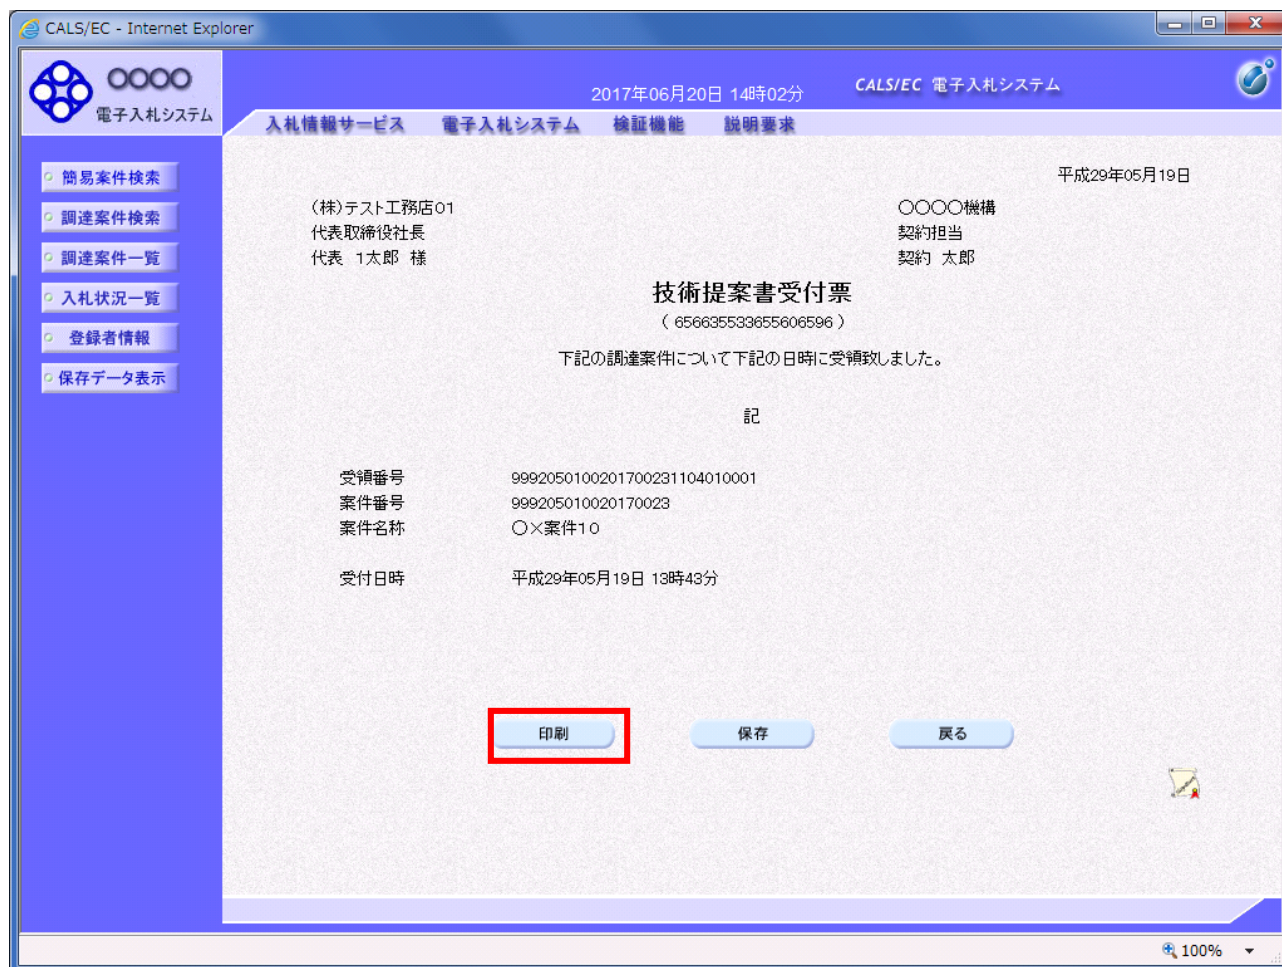 CALS/EC - Internet Explorer
〇〇〇〇
電子入札システム
2017年06月20日 14時02分
CALS/EC 電子入札システム
入札情報サービス 電子入札システム 検証機能 説明要求
簡易案件検索
調達案件検索
調達案件一覧
入札状況一覧
登録者情報
保存データ表示
平成29年05月19日
(株)テスト工務店01
代表取締役社長
代表 1太郎 様
〇〇〇〇機構
契約担当
契約 太郎
技術提案書受付票
( 656635533655606596 )
下記の調達案件について下記の日時に受領致しました。
記
受領番号 9992050100201700231104010001
案件番号 999205010020170023
案件名称 〇×案件10
受付日時 平成29年05月19日 13時43分
印刷 保存 戻る
100%